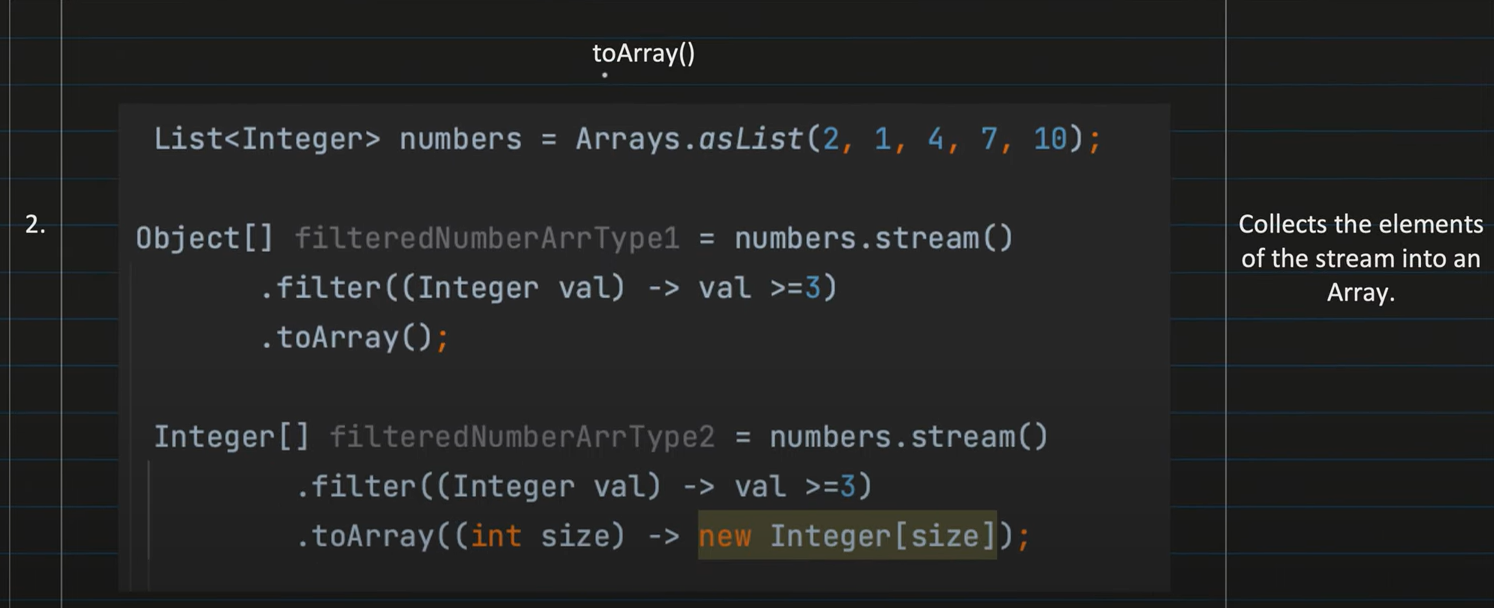 toArray()
List<Integer> numbers = Arrays.asList(2, 1, 4, 7, 10);
2.
Object[] filteredNumberArrType1 = numbers.stream()
.filter((Integer val) -> val >=3)
.toArray();
Integer[] filteredNumberArrType2 = numbers.stream()
.filter((Integer val) -> val >=3)
.toArray((int size) -> new Integer[size]);
Collects the elements
of the stream into an
Array.